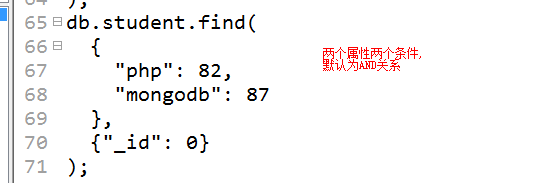 64 );
65 db.student.find(
66 {
67 "php": 82,
68 "mongodb": 87
69 },
70 {"_id": 0}
71 );
两个属性两个条件,
默认为AND关系